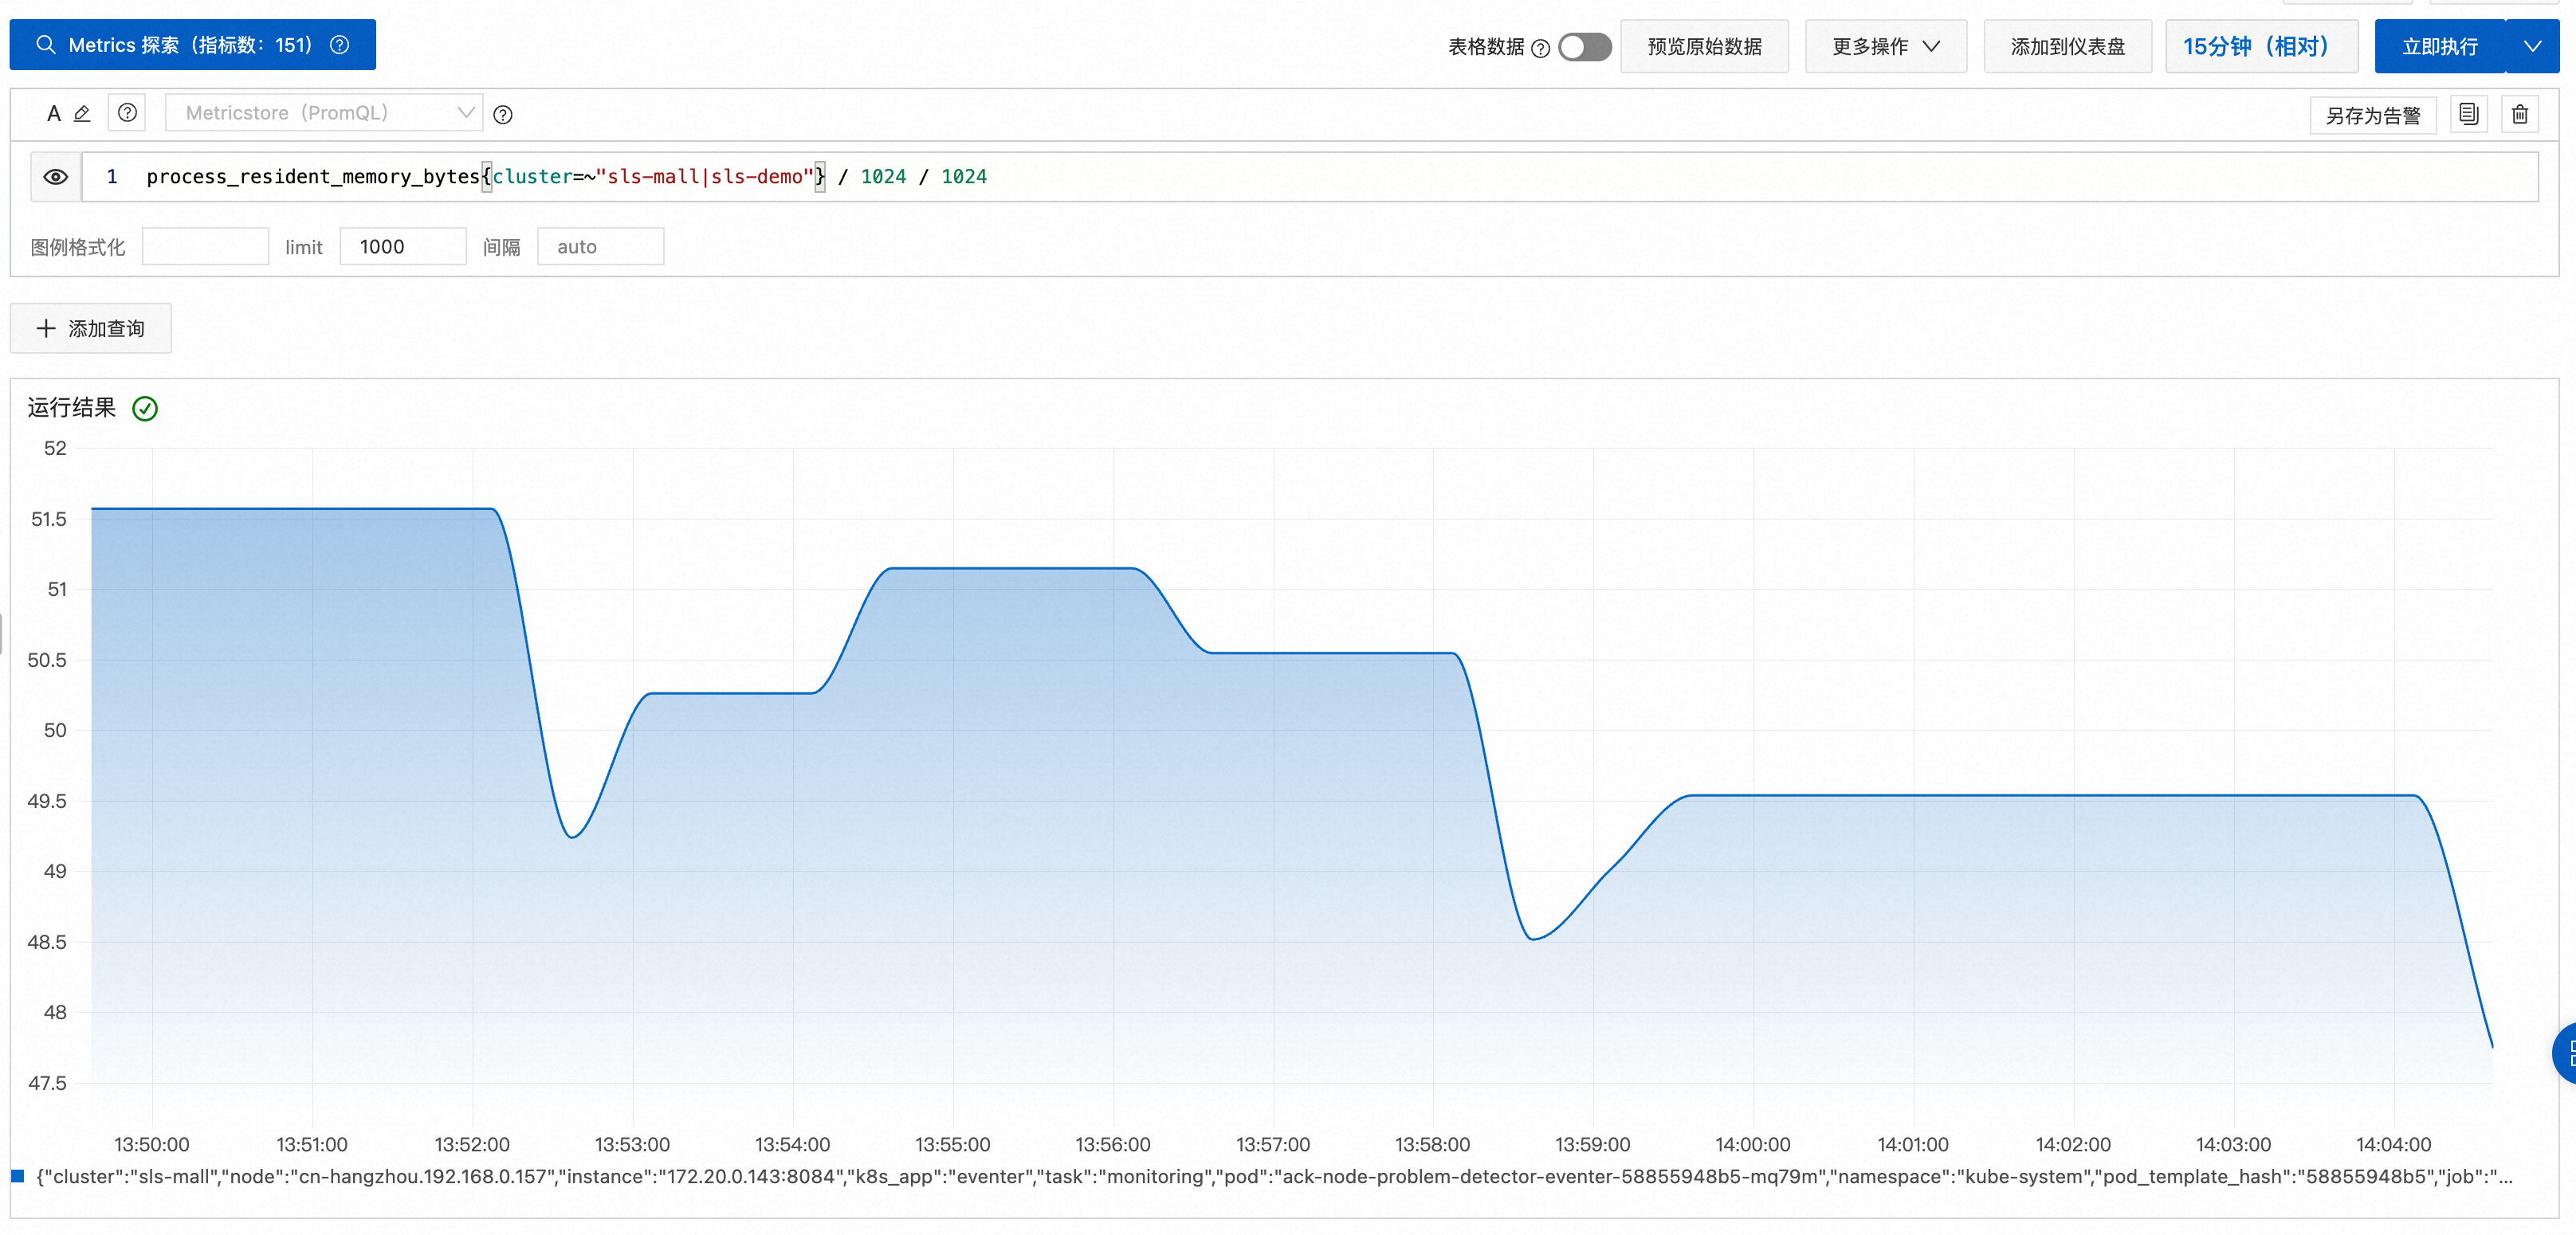 Metrics 探索（指标数：151）
表格数据 预览原始数据 更多操作 添加到仪表盘 15分钟（相对） 立即执行
A Metricstore（PromQL） 另存为告警
1 process_resident_memory_bytes{cluster=~"sls-mall|sls-demo"} / 1024 / 1024
图例格式化 limit 1000 间隔 auto
添加查询
运行结果
52
51.5
51
50.5
50
49.5
49
48.5
48
47.5
13:50:00 13:51:00 13:52:00 13:53:00 13:54:00 13:55:00 13:56:00 13:57:00 13:58:00 13:59:00 14:00:00 14:01:00 14:02:00 14:03:00 14:04:00
{"cluster":"sls-mall","node":"cn-hangzhou.192.168.0.157","instance":"172.20.0.143:8084","k8s_app":"eventer","task":"monitoring","pod":"ack-node-problem-detector-eventer-58855948b5-mq79m","namespace":"kube-system","pod_template_hash":"58855948b5","job":"...